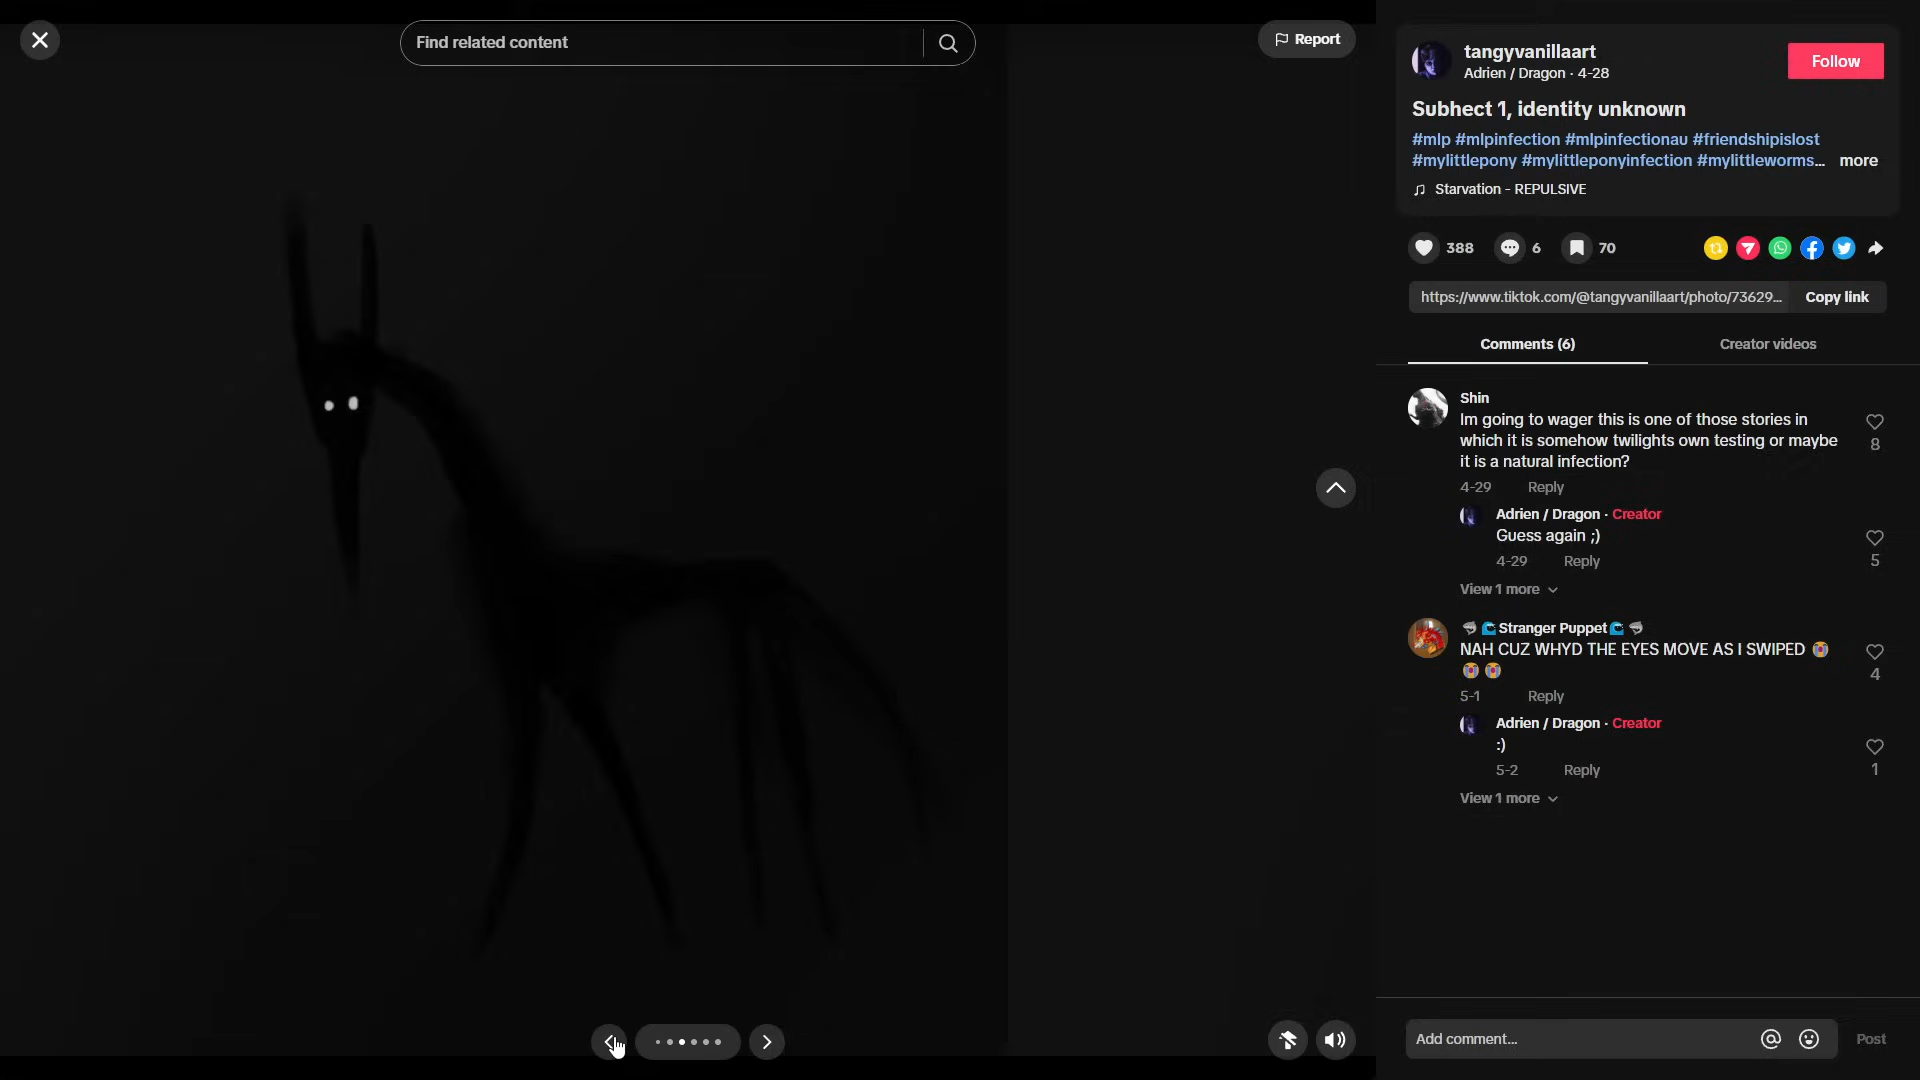 Find related content
Report
tangyvanillaart
Adrien / Dragon · 4-28
Follow
Subhect 1, identity unknown
#mlp #mlpinfection #mlpinfectionau #friendshipislost
#mylittlepony #mylittleponyinfection #mylittleworms... more
Starvation - REPULSIVE
388
6
70
https://www.tiktok.com/@tangyvanillaart/photo/73629...
Copy link
Comments (6)
Creator videos
Shin
Im going to wager this is one of those stories in
which it is somehow twilights own testing or maybe
it is a natural infection?
8
4-29 Reply
Adrien / Dragon · Creator
Guess again ;)
5
4-29 Reply
View 1 more
🦈🌊Stranger Puppet🌊🦈
NAH CUZ WHYD THE EYES MOVE AS I SWIPED 😭
😭😭
4
5-1 Reply
Adrien / Dragon · Creator
:)
1
5-2 Reply
View 1 more
Add comment...
Post